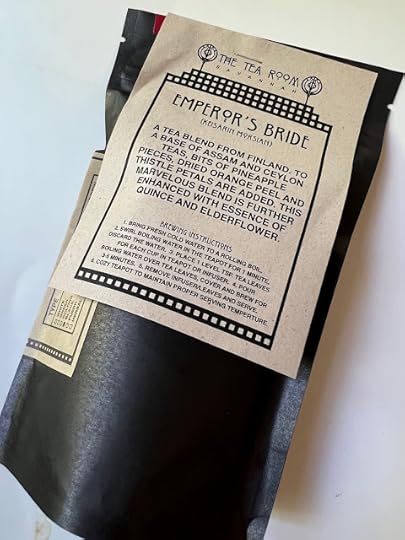 THE TEA ROOM
SAVANNAH
EMPEROR'S BRIDE
(KEISARIN MORSIAN)
A TEA BLEND FROM FINLAND. TO
A BASE OF ASSAM AND CEYLON
TEAS, BITS OF PINEAPPLE
PIECES, DRIED ORANGE PEEL AND
THISTLE PETALS ARE ADDED. THIS
MARVELOUS BLEND IS FURTHER
ENHANCED WITH ESSENCE OF
QUINCE AND ELDERFLOWER.
BREWING INSTRUCTIONS
1. BRING FRESH COLD WATER TO A ROLLING BOIL.
2. SWIRL BOILING WATER IN THE TEAPOT FOR 1 MINUTE,
DISCARD THE WATER. 3. PLACE 1 LEVEL TSP. TEA LEAVES
FOR EACH CUP IN TEAPOT OR INFUSER. 4. POUR
BOILING WATER OVER TEA LEAVES, COVER AND BREW FOR
3-5 MINUTES. 5. REMOVE INFUSER/LEAVES AND SERVE.
6. COZY TEAPOT TO MAINTAIN PROPER SERVING TEMPERTURE.
TYPE